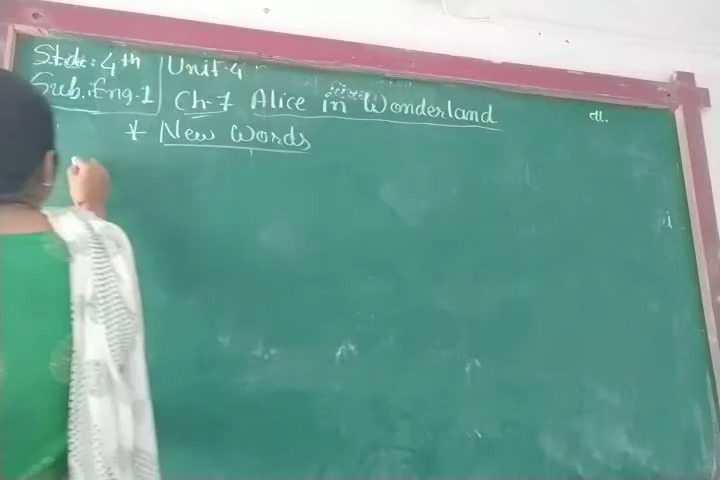 Std: 4th
Sub: Eng-1
Unit-4
Ch-7 Alice in Wonderland
તા.
* New Words